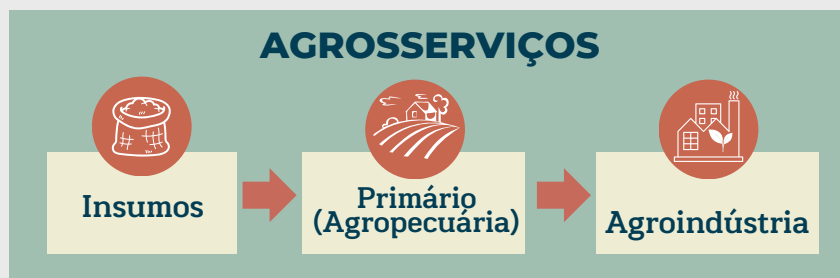 AGROSSERVIÇOS
Insumos
Primário
(Agropecuária)
Agroindústria